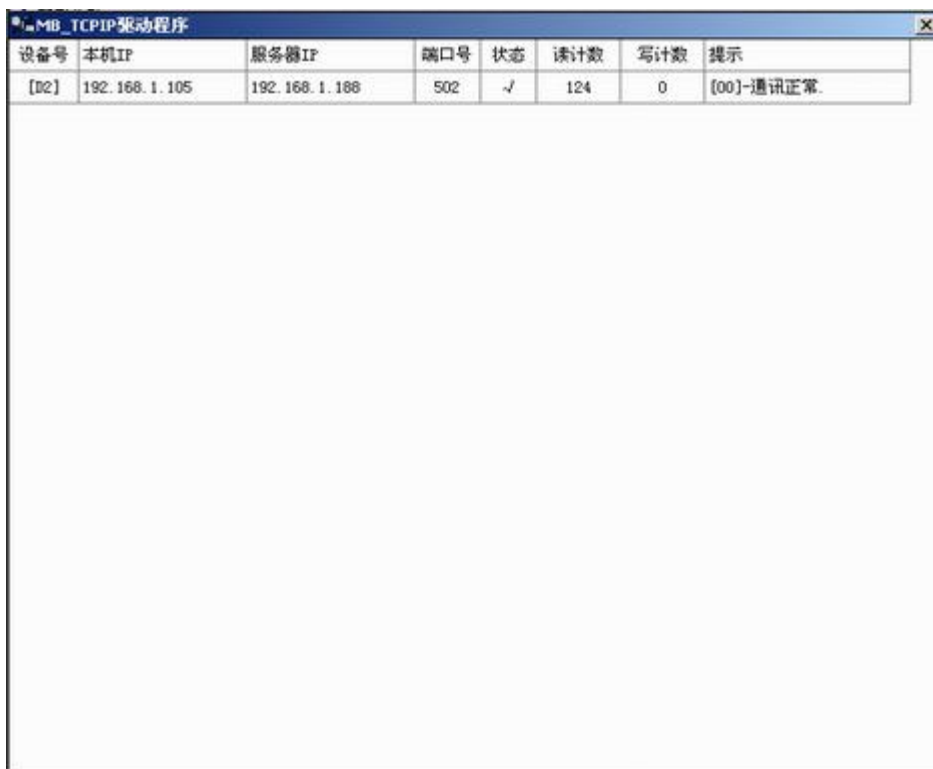 MB_TCPIP驱动程序
设备号 本机IP 服务器IP 端口号 状态 读计数 写计数 提示
[D2] 192.168.1.105 192.168.1.188 502 √ 124 0 [00]-通讯正常.